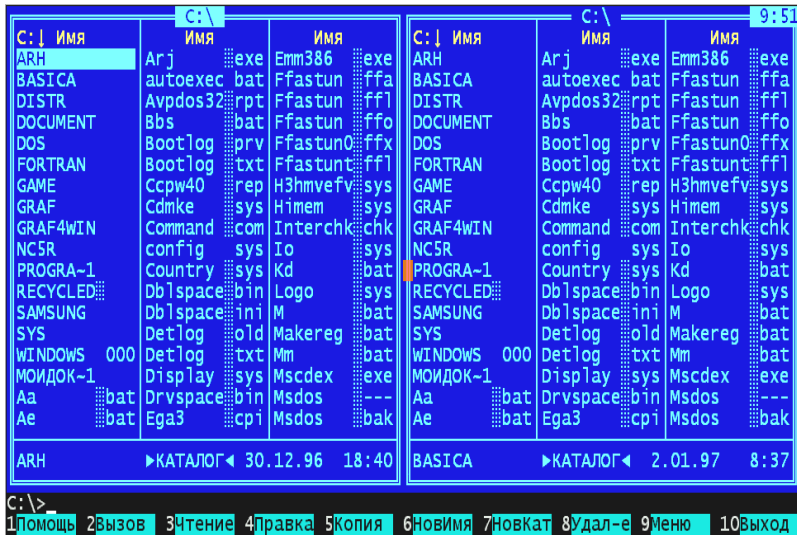 C:\ C:\ 9:51
C:↓ Имя Имя Имя C:↓ Имя Имя Имя
ARH Arj exe Emm386 exe ARH Arj exe Emm386 exe
BASICA autoexec bat Ffastun ffa BASICA autoexec bat Ffastun ffa
DISTR Avpdos32 rpt Ffastun ffl DISTR Avpdos32 rpt Ffastun ffl
DOCUMENT Bbs bat Ffastun ffo DOCUMENT Bbs bat Ffastun ffo
DOS Bootlog prv Ffastun0 ffx DOS Bootlog prv Ffastun0 ffx
FORTRAN Bootlog txt Ffastunt ffl FORTRAN Bootlog txt Ffastunt ffl
GAME Ccpw40 rep H3hmvefv sys GAME Ccpw40 rep H3hmvefv sys
GRAF Cdmke sys Himem sys GRAF Cdmke sys Himem sys
GRAF4WIN Command com Interchk chk GRAF4WIN Command com Interchk chk
NC5R config sys Io sys NC5R config sys Io sys
PROGRA~1 Country sys Kd bat PROGRA~1 Country sys Kd bat
RECYCLED Dblspace bin Logo sys RECYCLED Dblspace bin Logo sys
SAMSUNG Dblspace ini M bat SAMSUNG Dblspace ini M bat
SYS Detlog old Makereg bat SYS Detlog old Makereg bat
WINDOWS 000 Detlog txt Mm bat WINDOWS 000 Detlog txt Mm bat
МОИДОК~1 Display sys Mscdex exe МОИДОК~1 Display sys Mscdex exe
Aa bat Drvspace bin Msdos --- Aa bat Drvspace bin Msdos ---
Ae bat Ega3 cpi Msdos bak Ae bat Ega3 cpi Msdos bak
ARH ►КАТАЛОГ◄ 30.12.96 18:40 BASICA ►КАТАЛОГ◄ 2.01.97 8:37
C:\>_
1Помощь 2Вызов 3Чтение 4Правка 5Копия 6НовИмя 7НовКат 8Удал-е 9Меню 10Выход